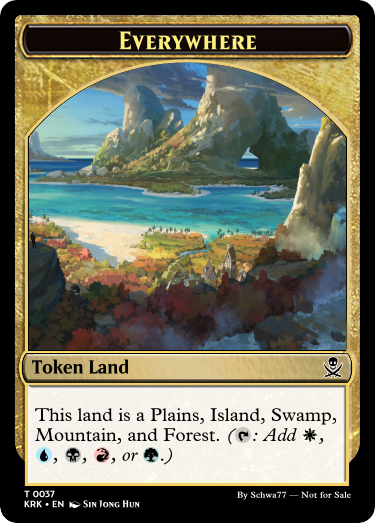 EVERYWHERE
Token Land
This land is a Plains, Island, Swamp,
Mountain, and Forest. (: Add ,
, , , or .)
T 0037
KRK • EN SIN JONG HUN
By Schwa77 — Not for Sale